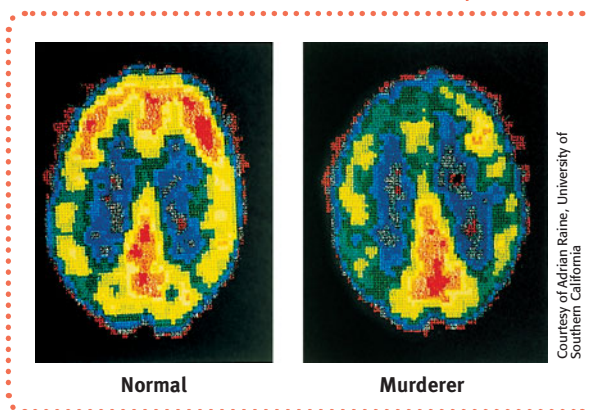 Normal
Murderer
Courtesy of Adrian Raine, University of
Southern California